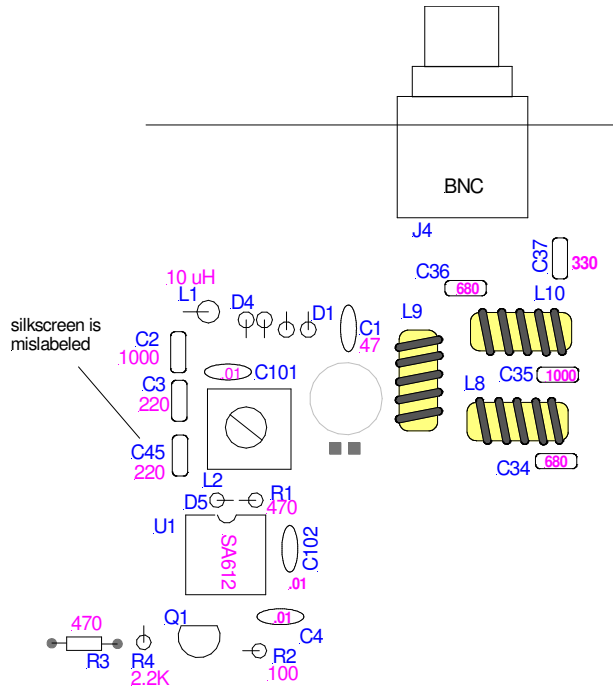 BNC
J4
C37
330
C36
680
10 uH
L1
D4
D1
L9
L10
C1
47
silkscreen is
mislabeled
C2
1000
.01
C101
C3
220
L8
C35
1000
C45
220
C34
680
L2
D5
R1
470
U1
SA612
C102
.01
Q1
.01
C4
470
R3
R4
2.2K
R2
100